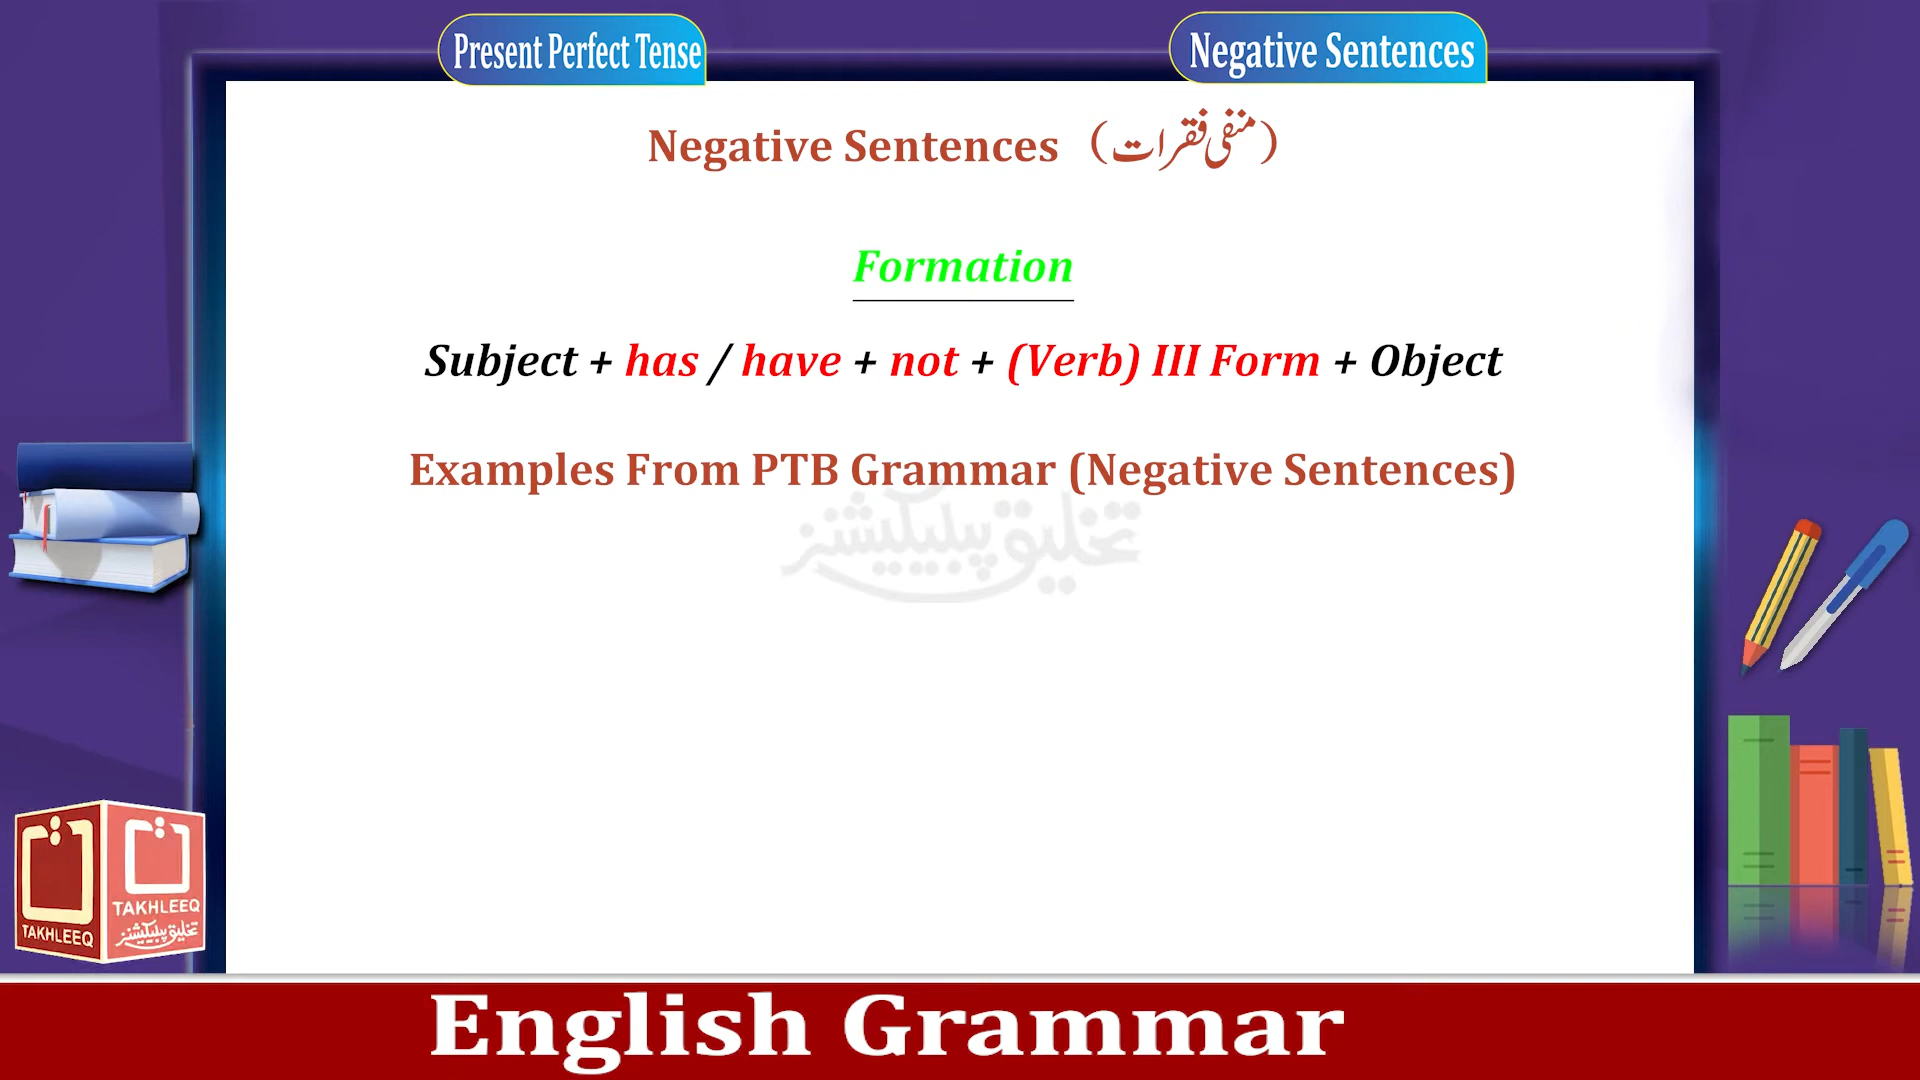 Present Perfect Tense
Negative Sentences
Negative Sentences (منفی فقرات)
Formation
Subject + has / have + not + (Verb) III Form + Object
Examples From PTB Grammar (Negative Sentences)
تخلیق پبلیکیشنز
TAKHLEEQ
TAKHLEEQ
تخلیق پبلیکیشنز
English Grammar